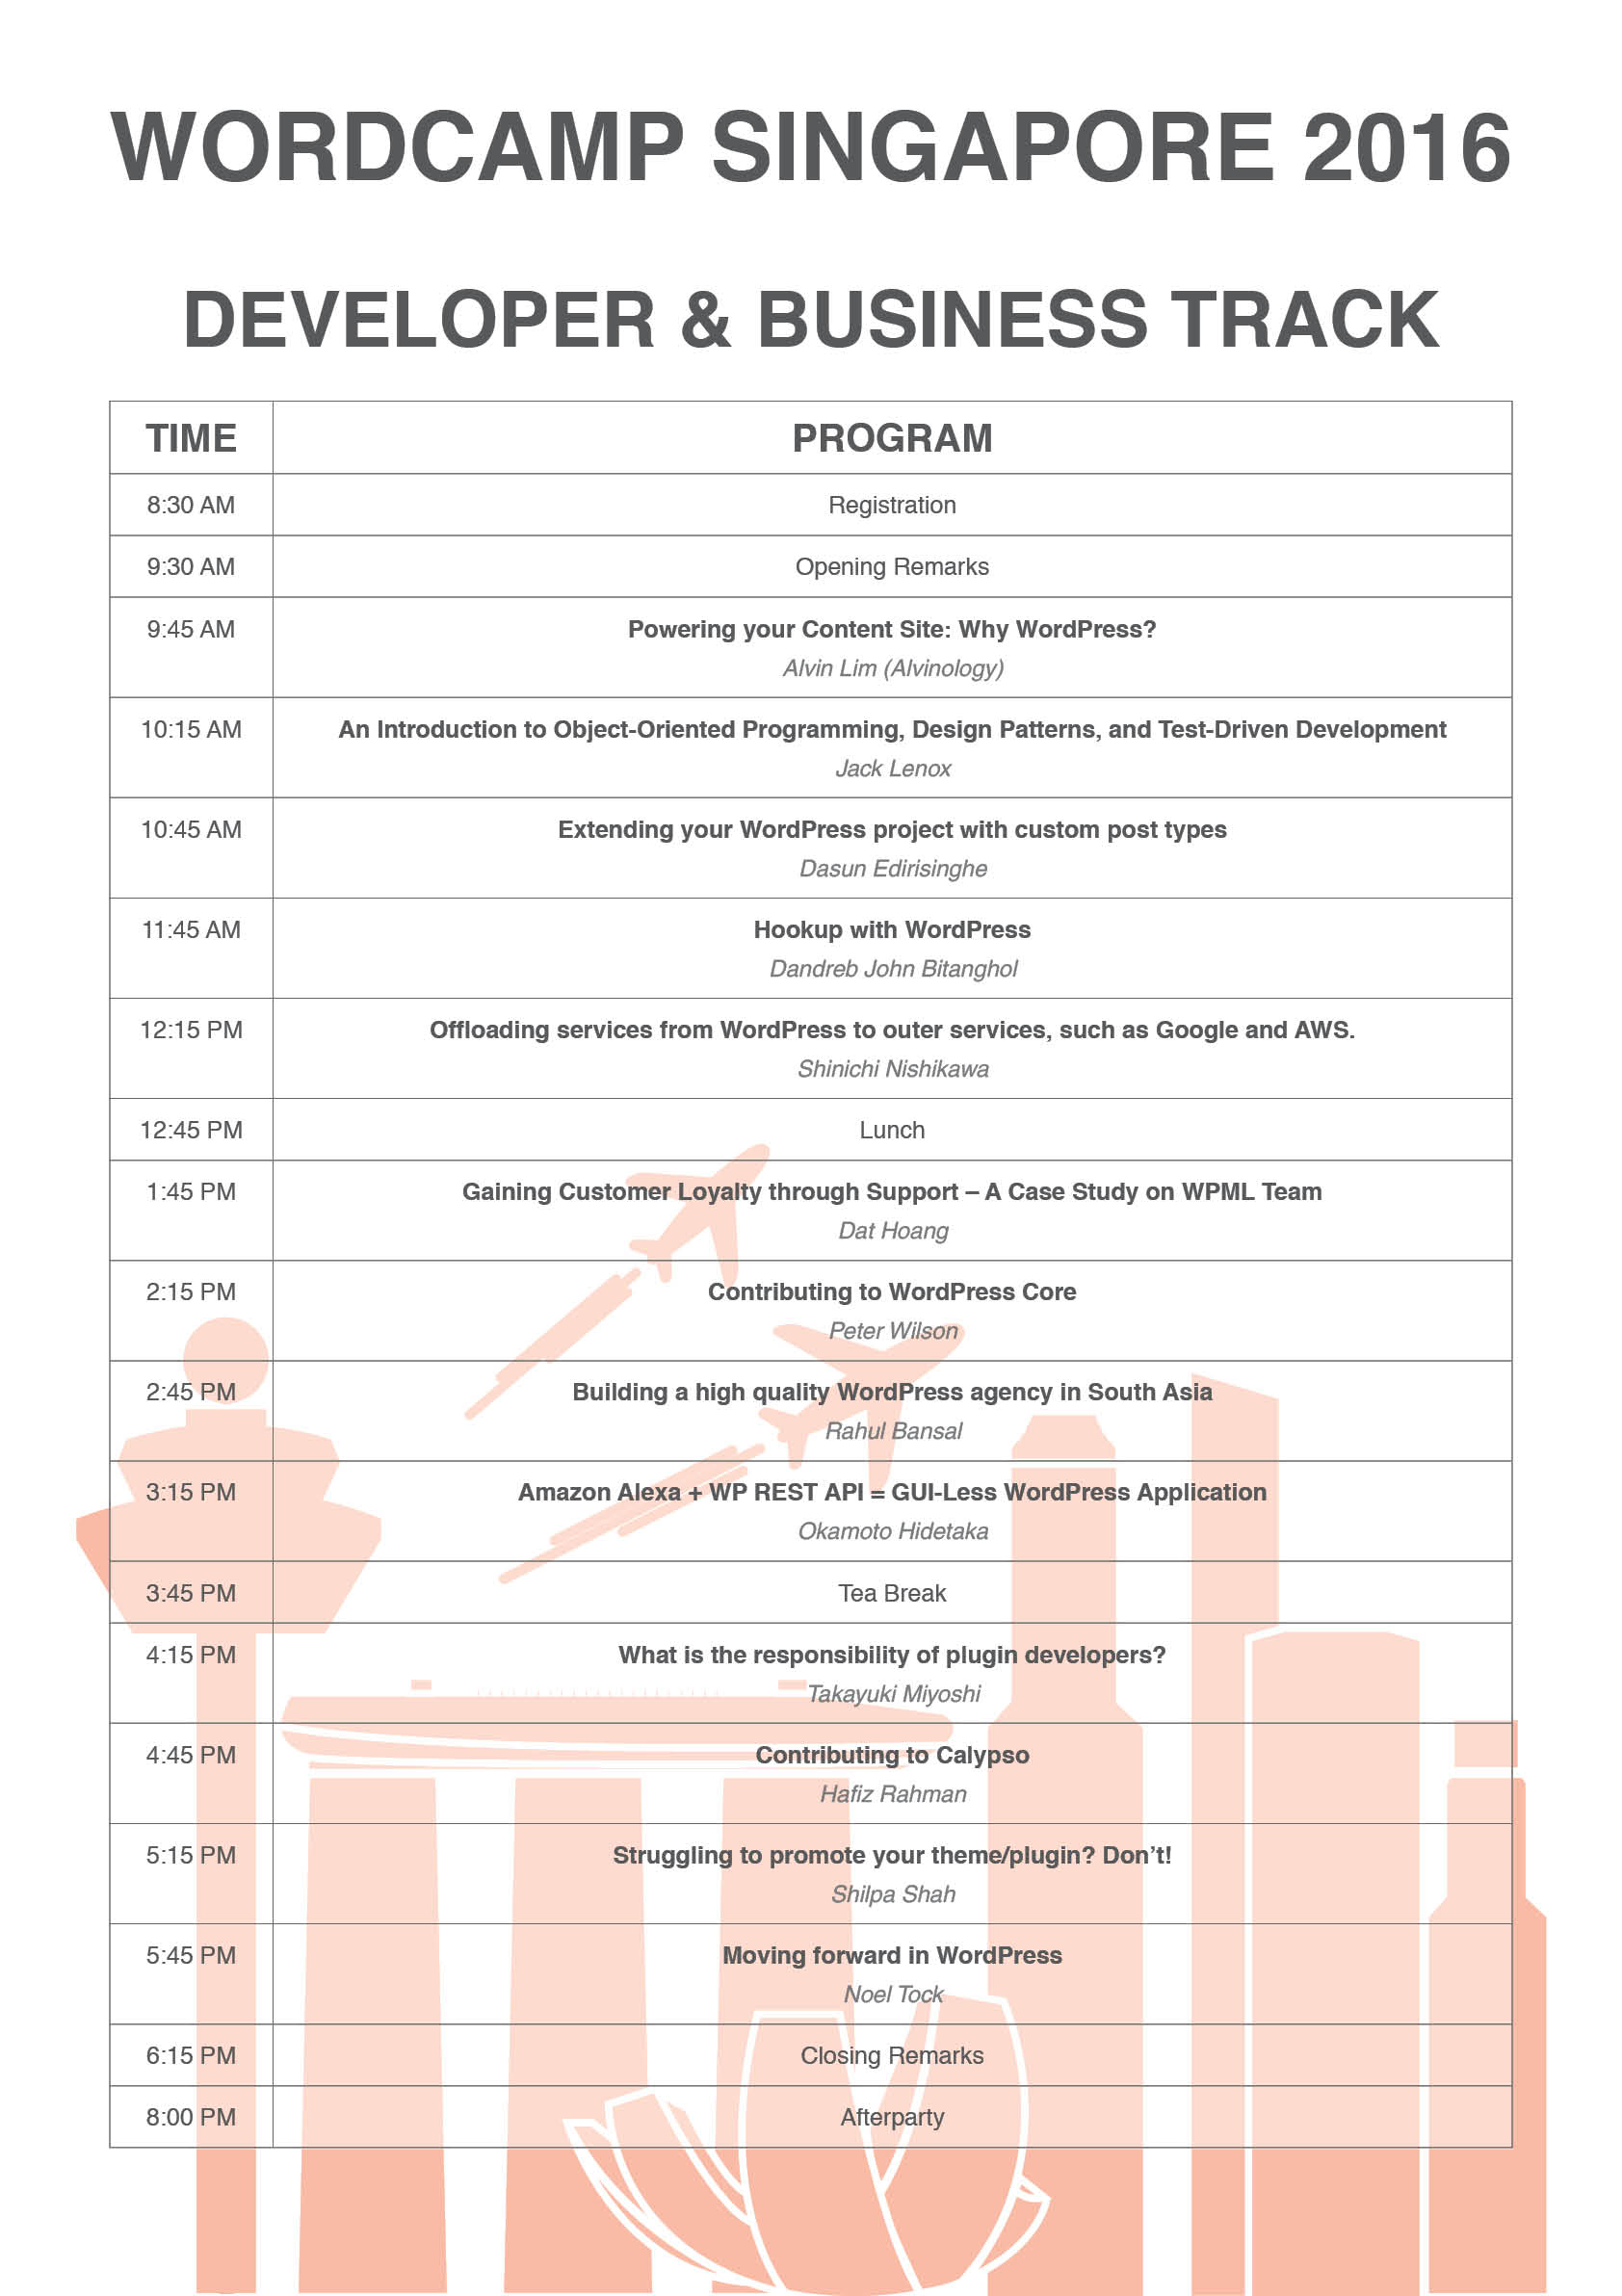 WORDCAMP SINGAPORE 2016
DEVELOPER & BUSINESS TRACK
TIME PROGRAM
8:30 AM Registration
9:30 AM Opening Remarks
9:45 AM Powering your Content Site: Why WordPress?
Alvin Lim (Alvinology)
10:15 AM An Introduction to Object-Oriented Programming, Design Patterns, and Test-Driven Development
Jack Lenox
10:45 AM Extending your WordPress project with custom post types
Dasun Edirisinghe
11:45 AM Hookup with WordPress
Dandreb John Bitanghol
12:15 PM Offloading services from WordPress to outer services, such as Google and AWS.
Shinichi Nishikawa
12:45 PM Lunch
1:45 PM Gaining Customer Loyalty through Support – A Case Study on WPML Team
Dat Hoang
2:15 PM Contributing to WordPress Core
Peter Wilson
2:45 PM Building a high quality WordPress agency in South Asia
Rahul Bansal
3:15 PM Amazon Alexa + WP REST API = GUI-Less WordPress Application
Okamoto Hidetaka
3:45 PM Tea Break
4:15 PM What is the responsibility of plugin developers?
Takayuki Miyoshi
4:45 PM Contributing to Calypso
Hafiz Rahman
5:15 PM Struggling to promote your theme/plugin? Don’t!
Shilpa Shah
5:45 PM Moving forward in WordPress
Noel Tock
6:15 PM Closing Remarks
8:00 PM Afterparty